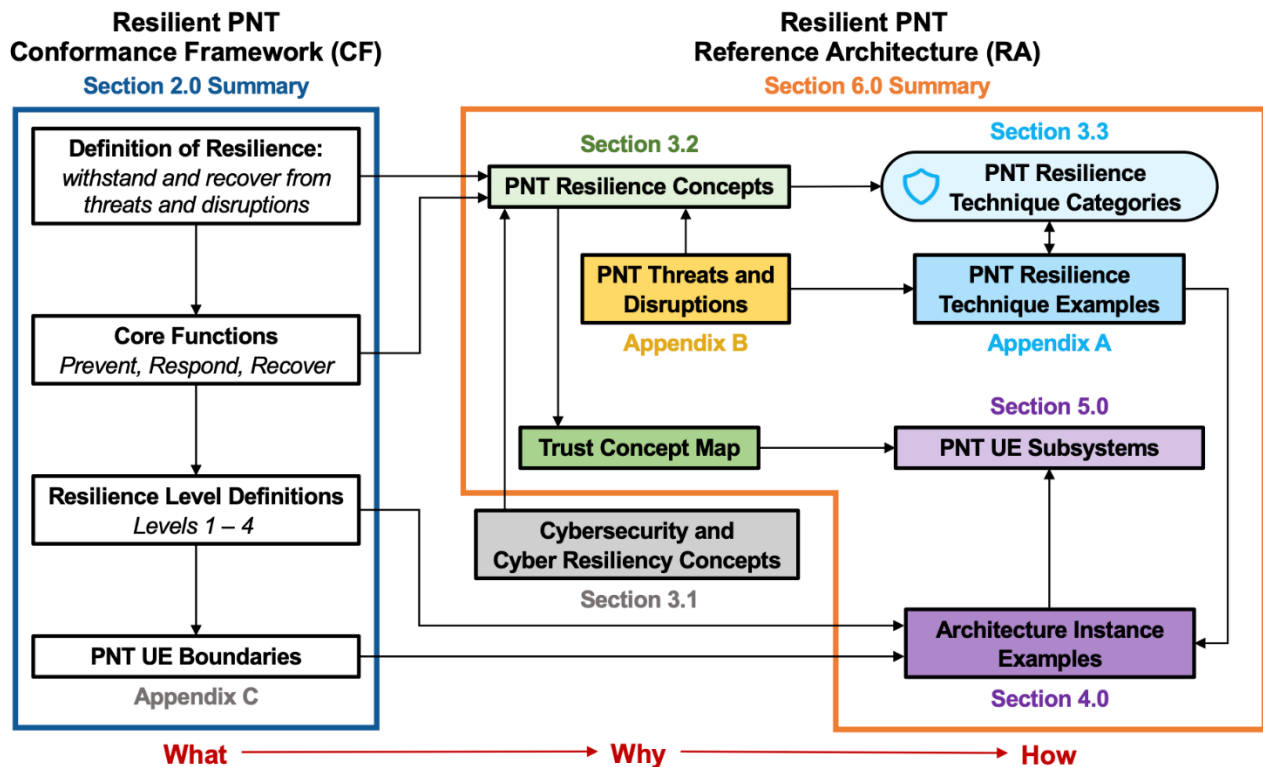 Resilient PNT
Conformance Framework (CF)
Section 2.0 Summary
Definition of Resilience:
withstand and recover from
threats and disruptions
Core Functions
Prevent, Respond, Recover
Resilience Level Definitions
Levels 1 – 4
PNT UE Boundaries
Appendix C
Resilient PNT
Reference Architecture (RA)
Section 6.0 Summary
Section 3.2
PNT Resilience Concepts
Section 3.3
PNT Resilience
Technique Categories
PNT Threats and
Disruptions
Appendix B
PNT Resilience
Technique Examples
Appendix A
Trust Concept Map
Section 5.0
PNT UE Subsystems
Cybersecurity and
Cyber Resiliency Concepts
Section 3.1
Architecture Instance
Examples
Section 4.0
What
Why
How